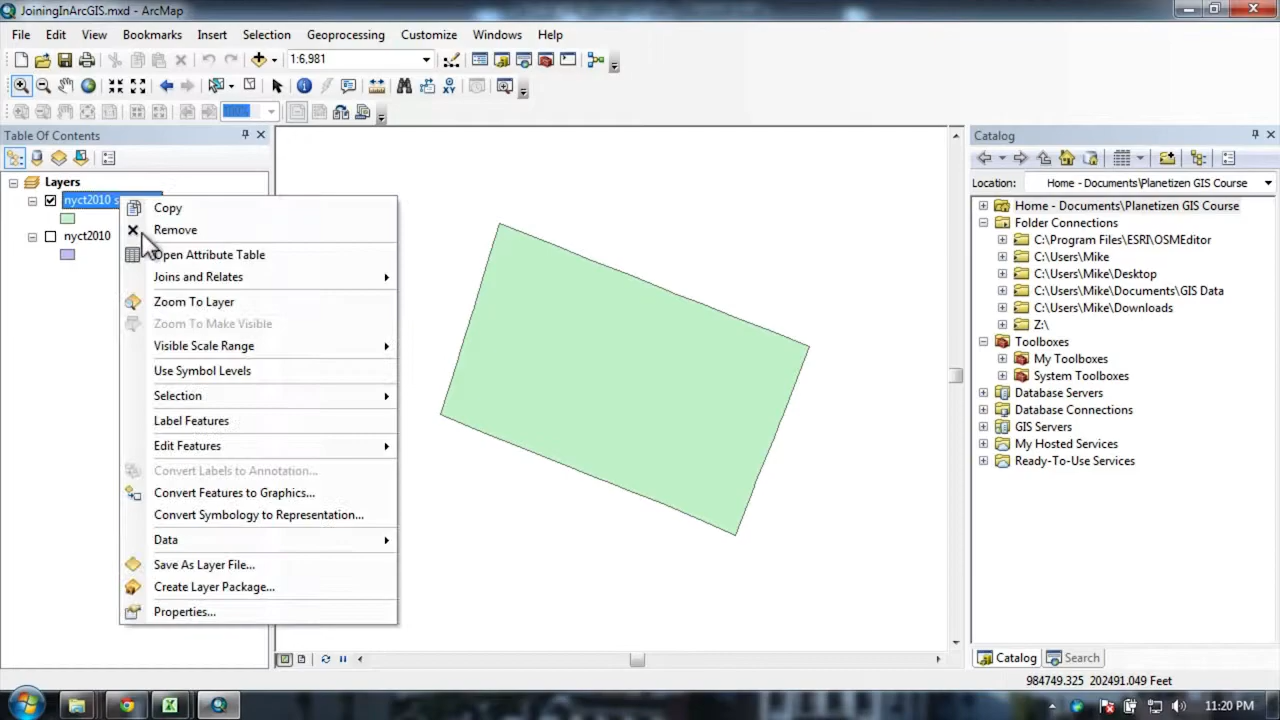 JoiningInArcGIS.mxd - ArcMap
File Edit View Bookmarks Insert Selection Geoprocessing Customize Windows Help
1:6,981
Table Of Contents
Layers
nyct2010 s
nyct2010
Copy
Remove
Open Attribute Table
Joins and Relates
Zoom To Layer
Zoom To Make Visible
Visible Scale Range
Use Symbol Levels
Selection
Label Features
Edit Features
Convert Labels to Annotation...
Convert Features to Graphics...
Convert Symbology to Representation...
Data
Save As Layer File...
Create Layer Package...
Properties...
Catalog
Location: Home - Documents\Planetizen GIS Course
Home - Documents\Planetizen GIS Course
Folder Connections
C:\Program Files\ESRI\OSMEditor
C:\Users\Mike
C:\Users\Mike\Desktop
C:\Users\Mike\Documents\GIS Data
C:\Users\Mike\Downloads
Z:\
Toolboxes
My Toolboxes
System Toolboxes
Database Servers
Database Connections
GIS Servers
My Hosted Services
Ready-To-Use Services
Catalog Search
984749.325 202491.049 Feet
11:20 PM